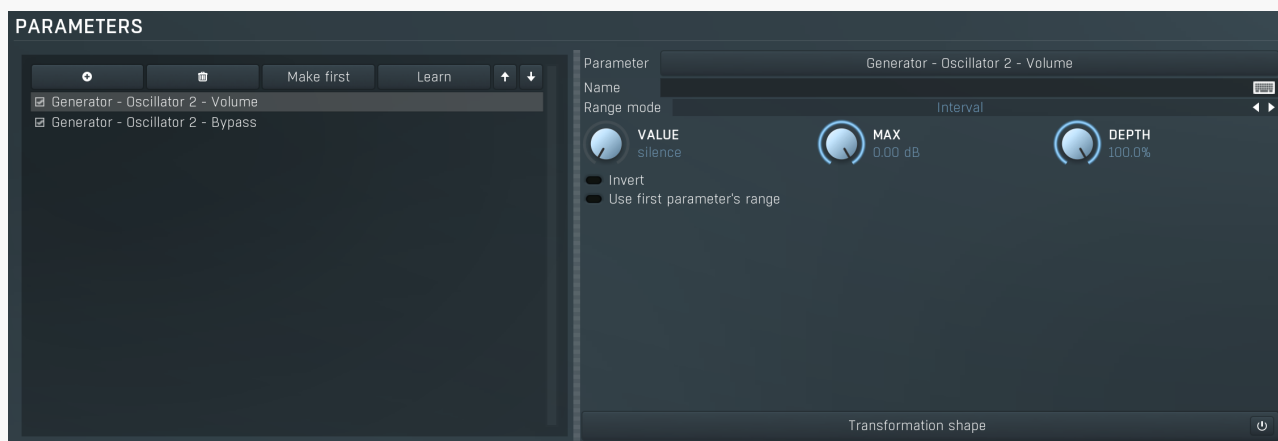 PARAMETERS
Make first Learn
Generator - Oscillator 2 - Volume
Generator - Oscillator 2 - Bypass
Parameter Generator - Oscillator 2 - Volume
Name
Range mode Interval
VALUE MAX DEPTH
silence 0.00 dB 100.0%
Invert
Use first parameter's range
Transformation shape